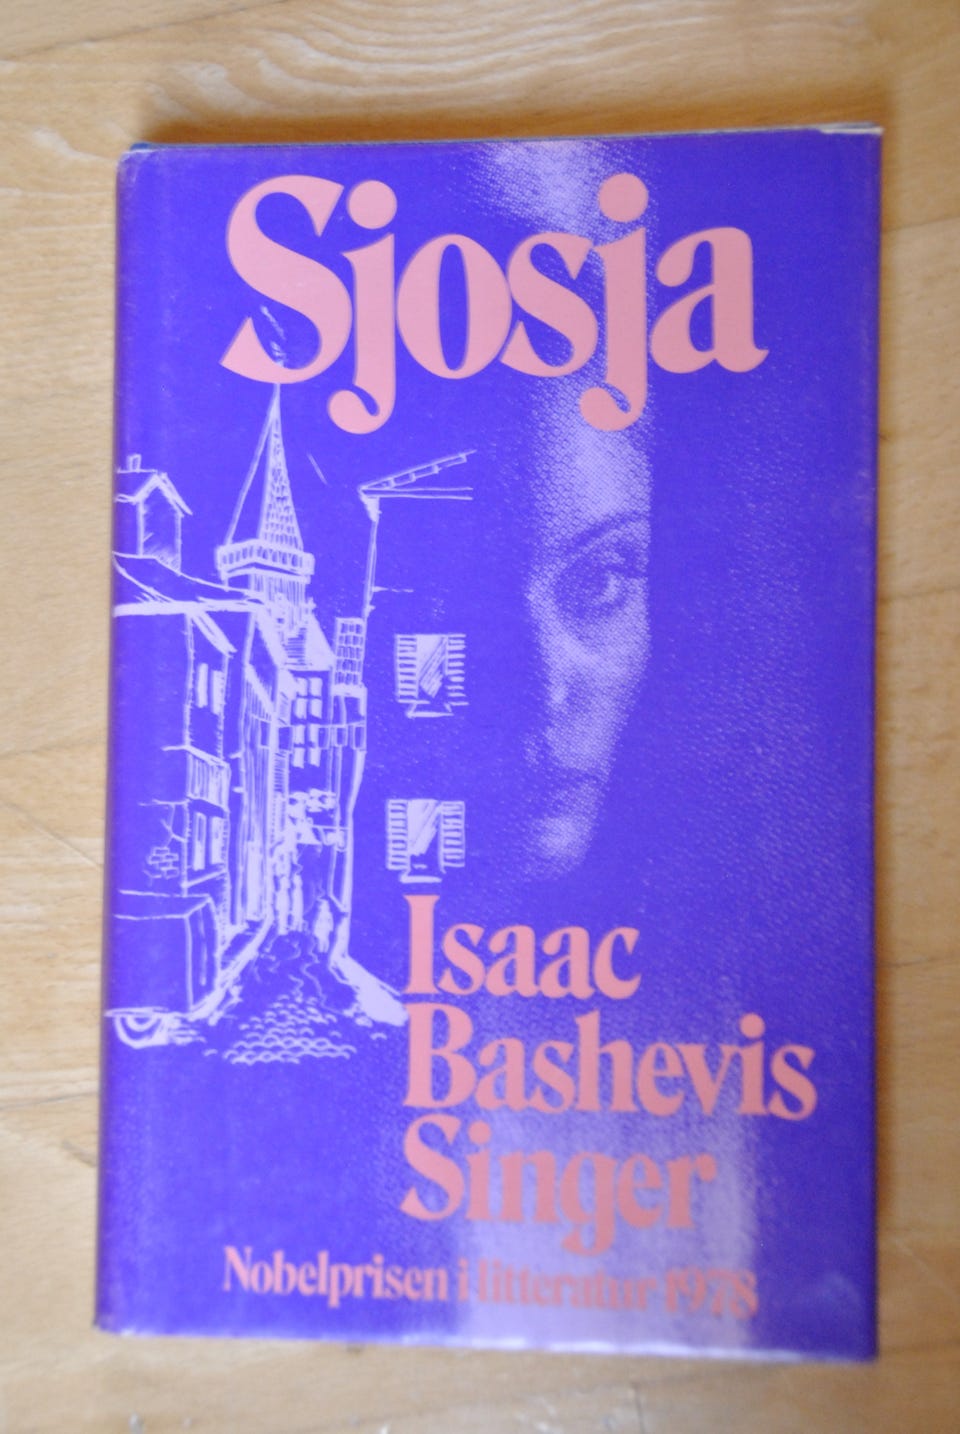 Sjosja
Isaac
Bashevis
Singer
Nobelprisen i litteratur 1978